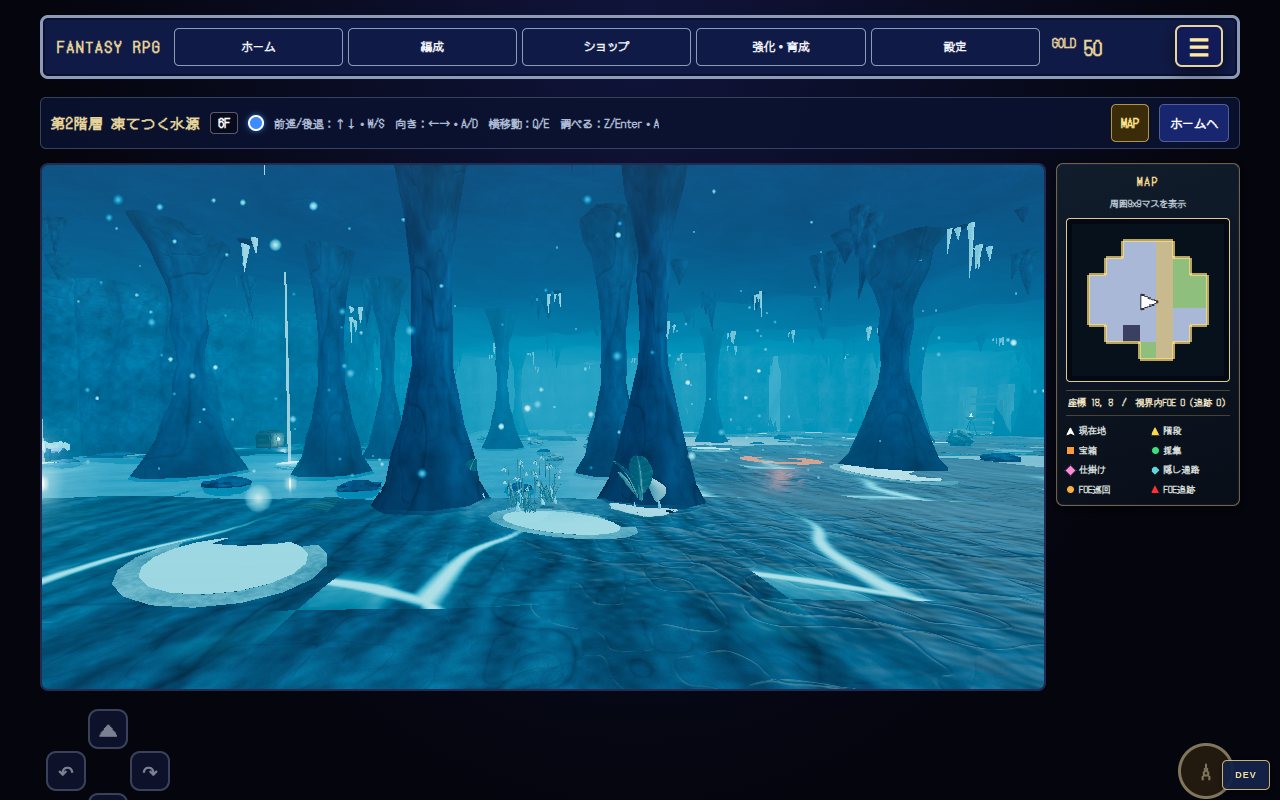 FANTASY RPG
ホーム
編成
ショップ
強化・育成
設定
GOLD 50
第2階層 凍てつく水源
6F
前進/後退：↑↓・W/S 向き：←→・A/D 横移動：Q/E 調べる：Z/Enter・A
MAP
ホームへ
MAP
周囲9x9マスを表示
座標 18, 8 / 視界内FOE 0 (追跡 0)
現在地
階段
宝箱
採集
仕掛け
隠し通路
FOE巡回
FOE追跡
A
DEV